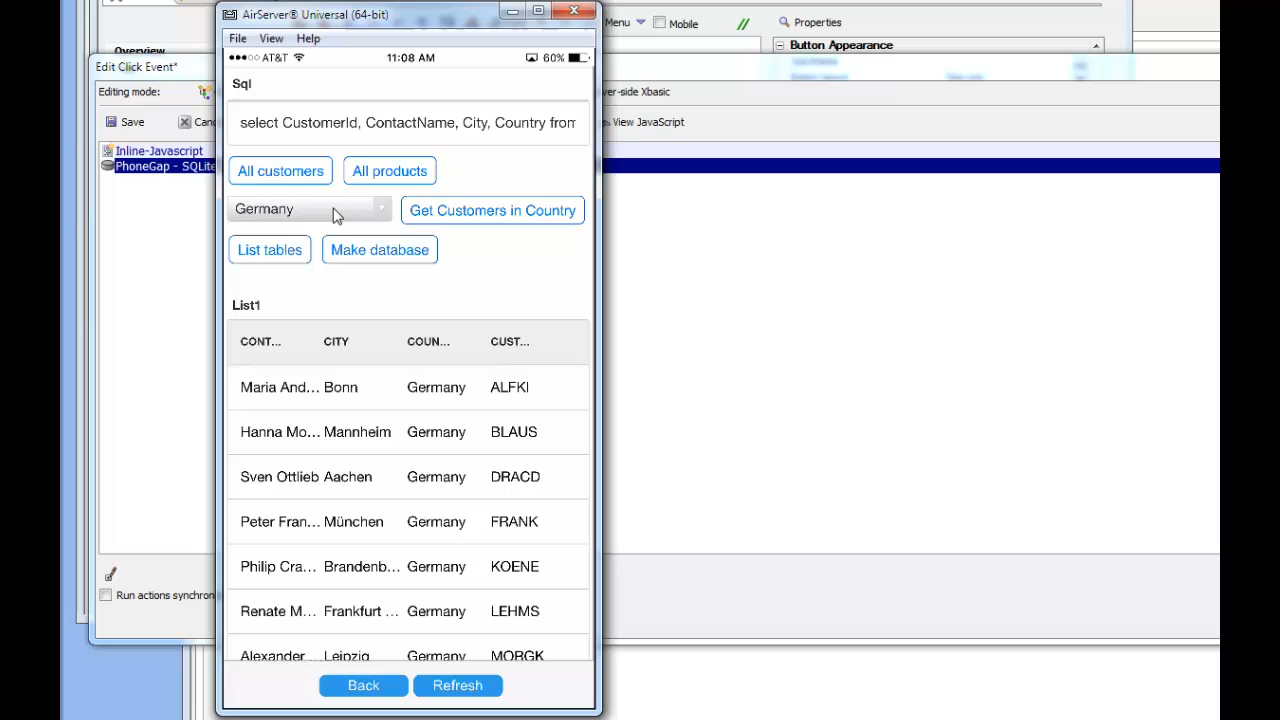 AirServer® Universal (64-bit)
Menu Mobile Properties
Overview
Button Appearance
File View Help
Edit Click Event*
AT&T 11:08 AM 60%
Sql
Editing mode: er-side Xbasic
select CustomerId, ContactName, City, Country from
Save Canc View JavaScript
Inline-Javascript
PhoneGap - SQLite
All customers All products
Germany Get Customers in Country
List tables Make database
List1
CONT... CITY COUN... CUST...
Maria And... Bonn Germany ALFKI
Hanna Mo... Mannheim Germany BLAUS
Sven Ottlieb Aachen Germany DRACD
Peter Fran... München Germany FRANK
Philip Cra... Brandenb... Germany KOENE
Run actions synchron
Renate M... Frankfurt ... Germany LEHMS
Alexander Leipzig Germany MORGK
Back Refresh